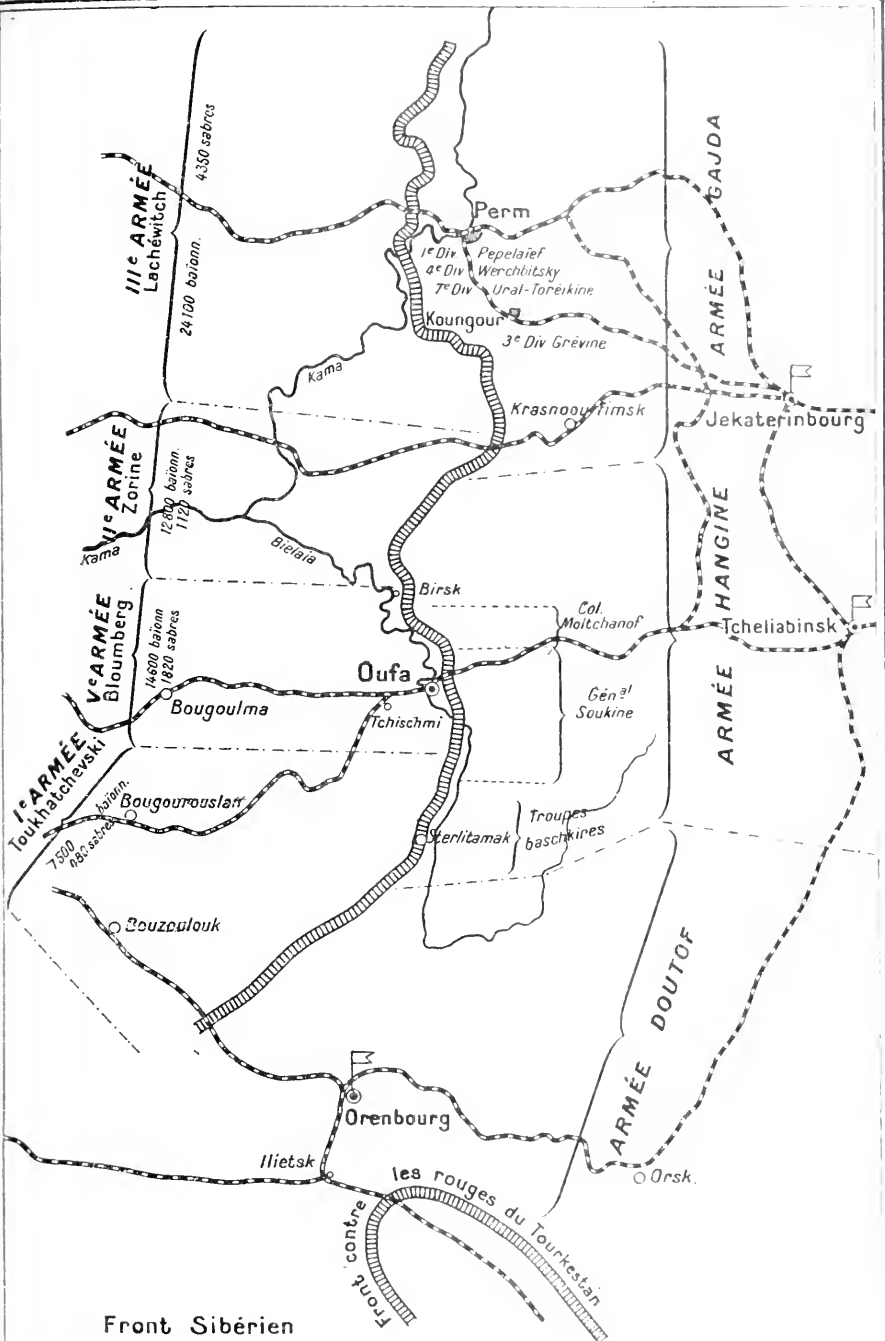 IIIe ARMÉE
Lachéwitch
24100 baïonn.
4350 sabres
IIe ARMÉE
Zorine
12800 baïonn.
1120 sabres
Ve ARMÉE
Bloumberg
14600 baïonn
1820 sabres
Ie ARMÉE
Toukhatchevski
7500 baïonn.
sabres
Perm
1e Div. Pepelaïef
4e Div Werchbitsky
7e Div Ural-Toréikine
Koungour
3e Div Grévine
Kama
Krasnooufimsk
Jekaterinbourg
ARMÉE GAJDA
Kama
Bielaia
Birsk
Col.
Moltchanof
Tcheliabinsk
ARMÉE HANGINE
Oufa
Bougoulma
Tchischmi
Génal
Soukine
Bougourouslan
Sterlitamak
Troupes
baschkires
Bouzoulouk
ARMÉE DOUTOF
Orenbourg
Ilietsk
Orsk.
Front contre les rouges du Tourkestan
Front Sibérien